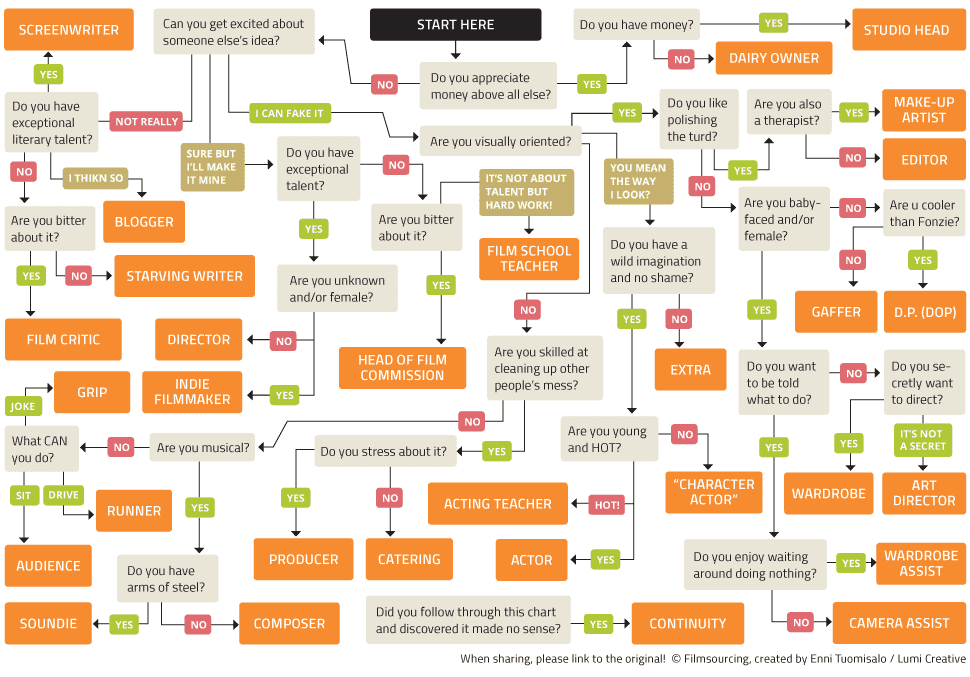 START HERE
SCREENWRITER
Can you get excited about
someone else's idea?
Do you have money?
YES
STUDIO HEAD
NO
DAIRY OWNER
YES
NO
Do you appreciate
money above all else?
YES
Do you have
exceptional
literary talent?
NOT REALLY
I CAN FAKE IT
Are you visually oriented?
YES
Do you like
polishing
the turd?
Are you also
a therapist?
YES
MAKE-UP
ARTIST
NO
EDITOR
YES
NO
NO
I THIKN SO
BLOGGER
SURE BUT
I'LL MAKE
IT MINE
Do you have
exceptional
talent?
NO
IT'S NOT ABOUT
TALENT BUT
HARD WORK!
YOU MEAN
THE WAY
I LOOK?
Are you baby-
faced and/or
female?
NO
Are u cooler
than Fonzie?
Are you bitter
about it?
YES
NO
STARVING WRITER
YES
Are you bitter
about it?
FILM SCHOOL
TEACHER
Do you have a
wild imagination
and no shame?
NO
YES
FILM CRITIC
Are you unknown
and/or female?
YES
NO
YES
NO
YES
GAFFER
D.P. (DOP)
DIRECTOR
NO
HEAD OF FILM
COMMISSION
Are you skilled at
cleaning up other
people's mess?
EXTRA
Do you want
to be told
what to do?
NO
Do you se-
cretly want
to direct?
GRIP
INDIE
FILMMAKER
YES
JOKE
What CAN
you do?
NO
Are you musical?
NO
Do you stress about it?
YES
Are you young
and HOT?
NO
YES
YES
IT'S NOT
A SECRET
SIT
DRIVE
RUNNER
YES
YES
NO
ACTING TEACHER
HOT!
"CHARACTER
ACTOR"
WARDROBE
ART
DIRECTOR
AUDIENCE
PRODUCER
CATERING
ACTOR
YES
Do you enjoy waiting
around doing nothing?
YES
WARDROBE
ASSIST
Do you have
arms of steel?
SOUNDIE
YES
NO
COMPOSER
Did you follow through this chart
and discovered it made no sense?
YES
CONTINUITY
NO
CAMERA ASSIST
When sharing, please link to the original! © Filmsourcing, created by Enni Tuomisalo / Lumi Creative